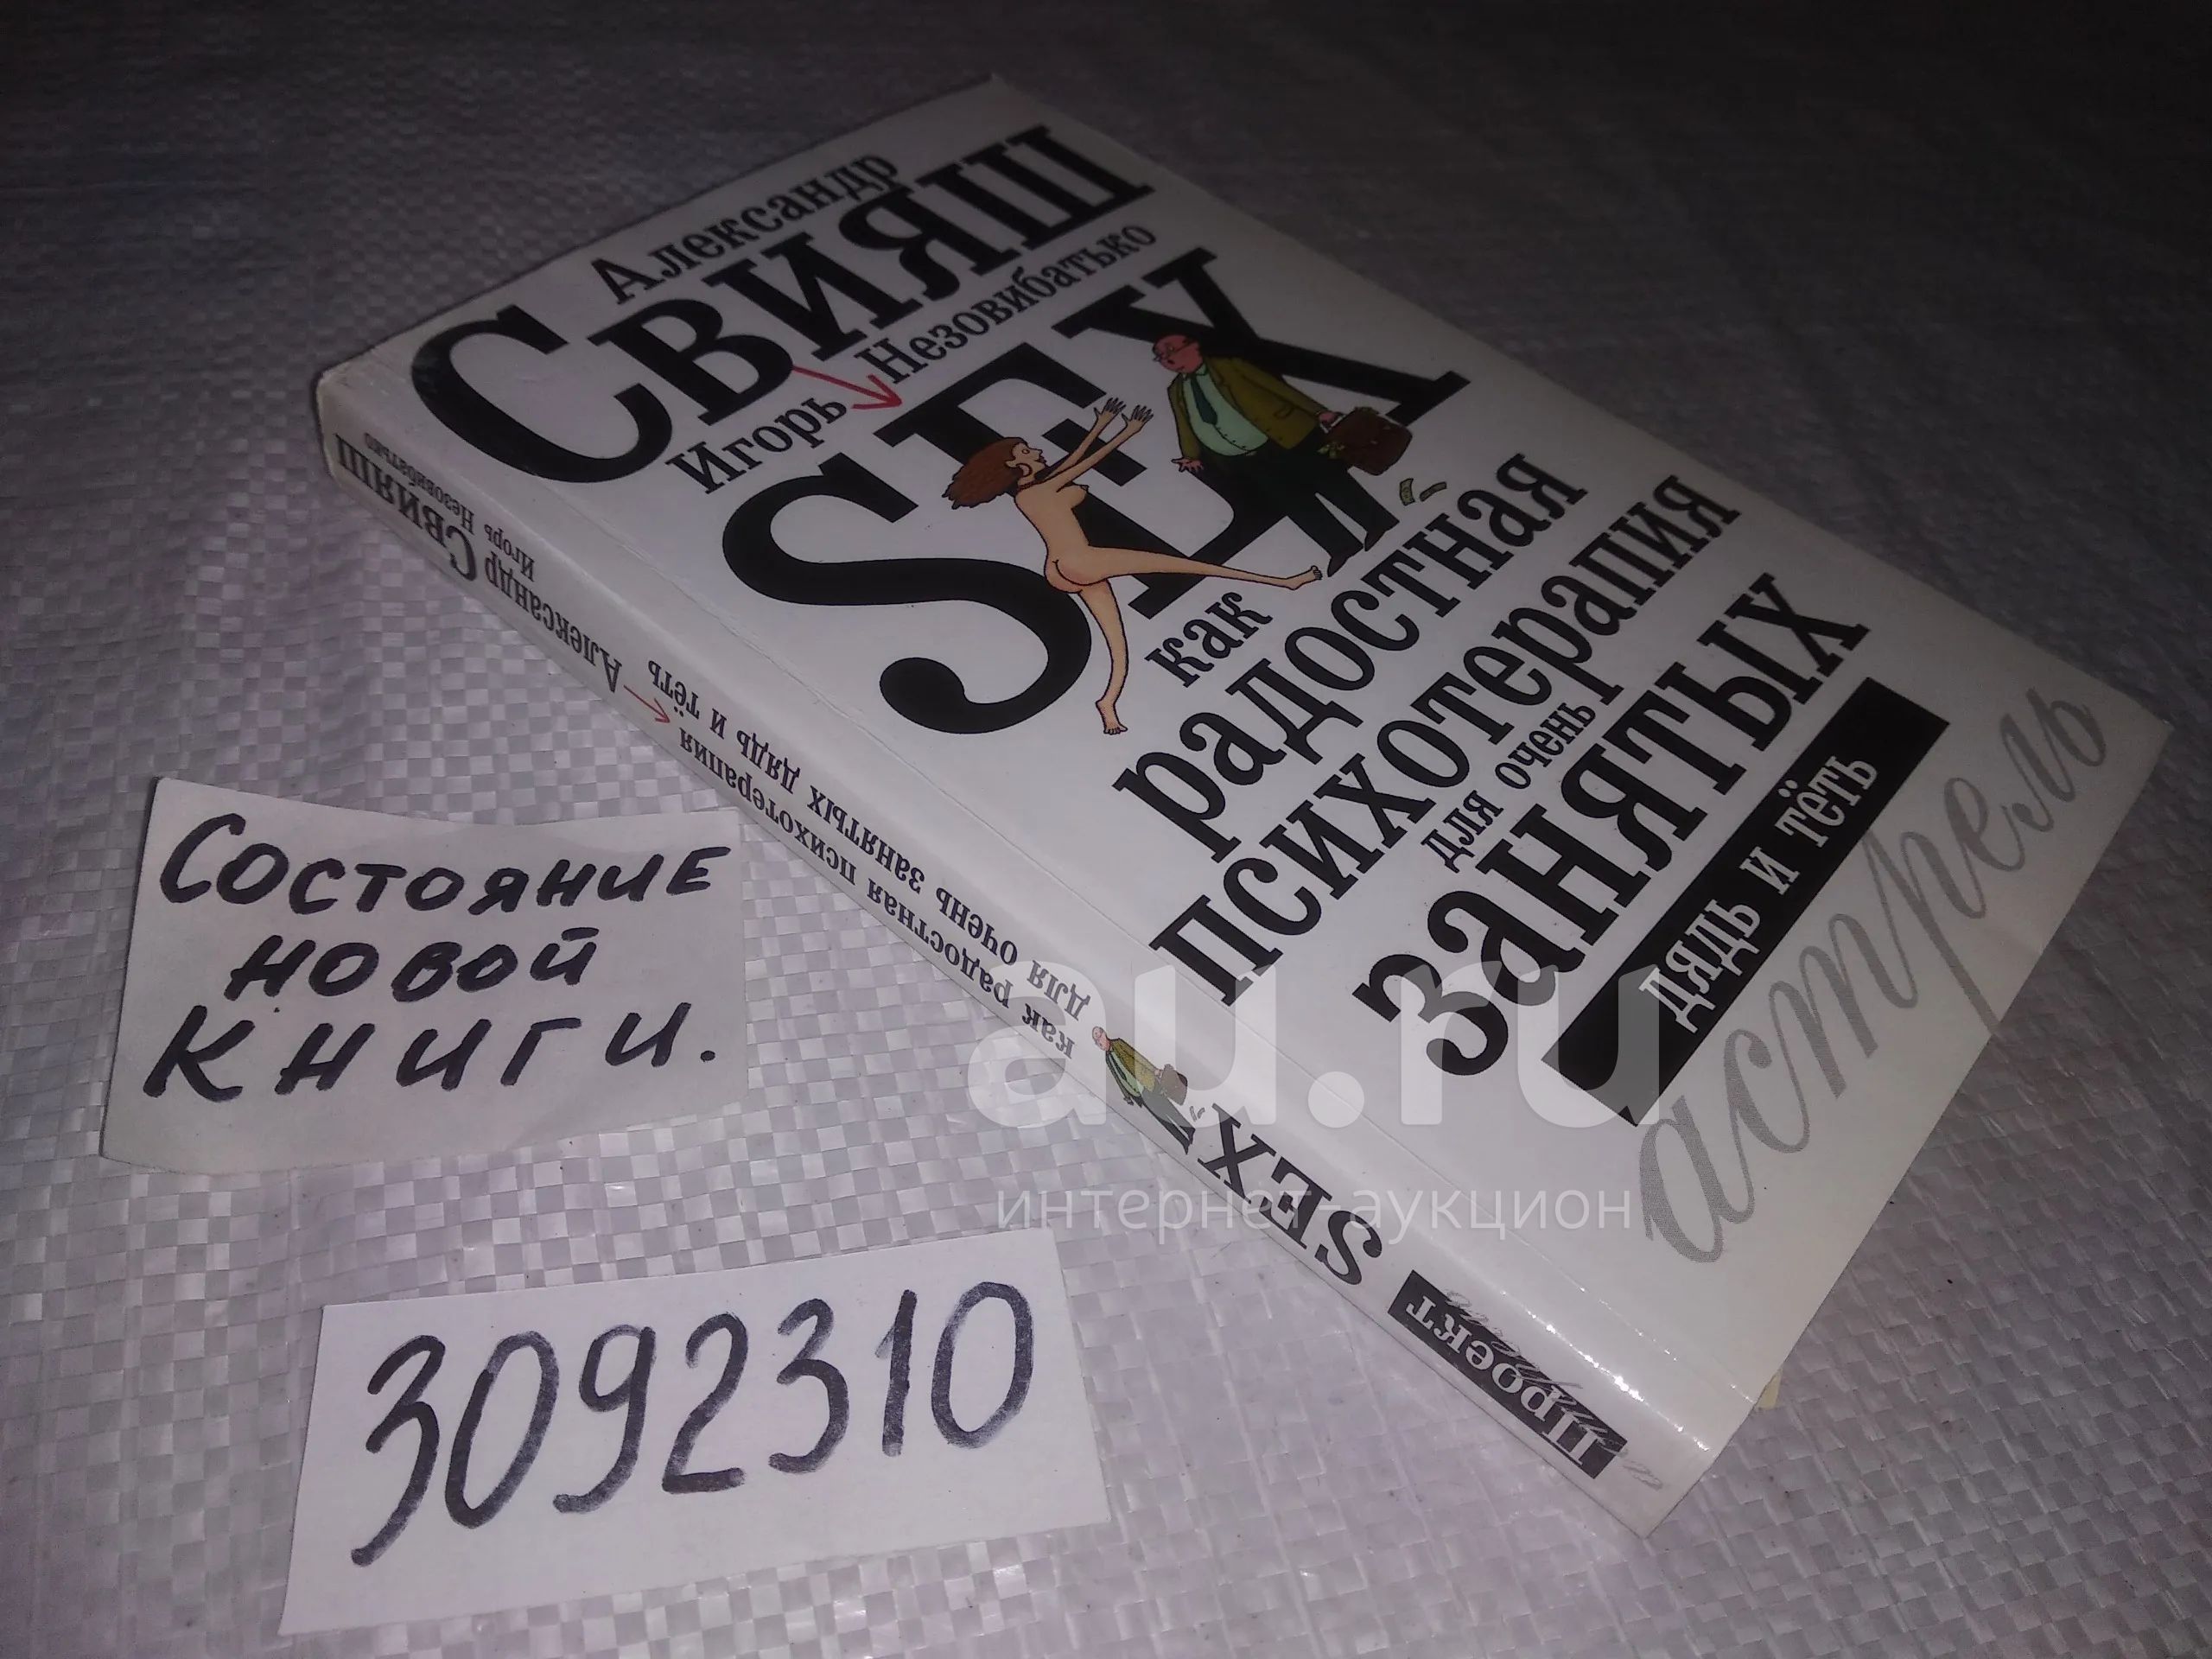 Александр
Свияш
Игорь Незовибатько
SEX
как
радостная
психотерапия
для очень
занятых
дядь и тёть
астрель
Александр Свияш
Игорь Незовибатько
как радостная психотерапия
для очень занятых дядь и тёть
SEX
Проект
Состояние
новой
книги.
3092310
au.ru
интернет-аукцион